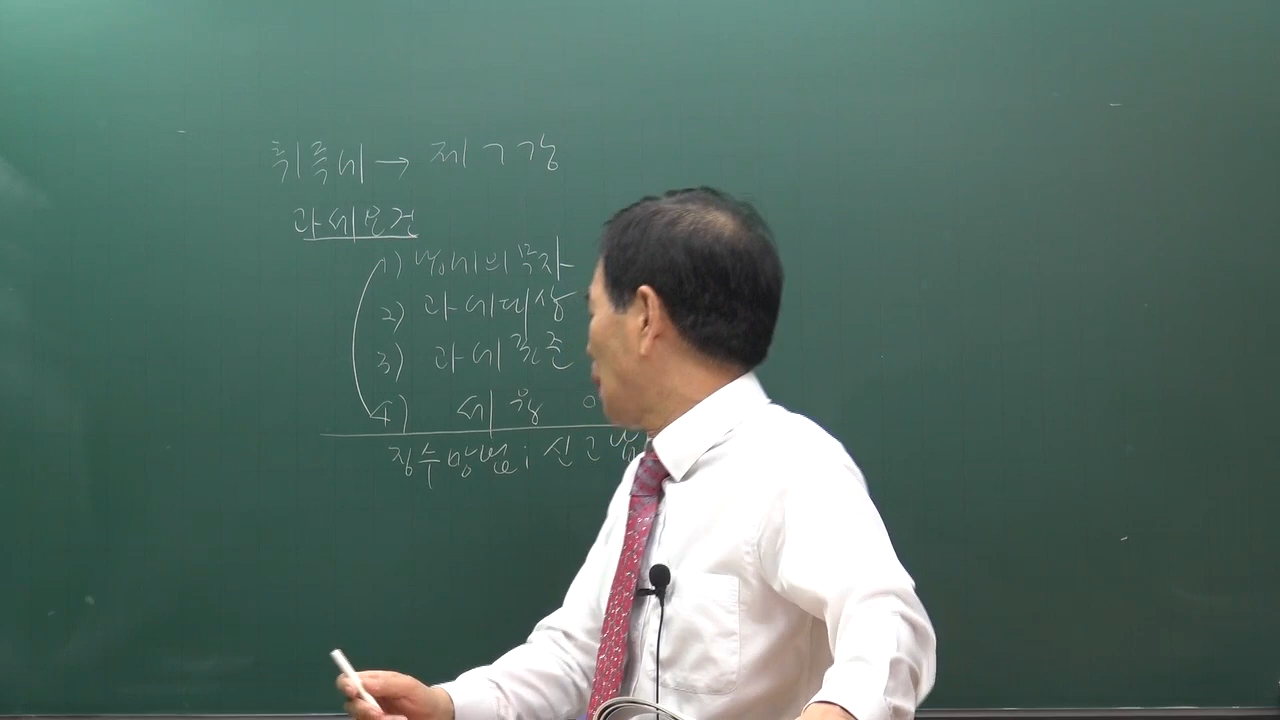 취득세 → 제 7강
과세요건
1) 납세의무자
2) 과세대상
3) 과세표준
4) 세율
징수방법 ; 신고납